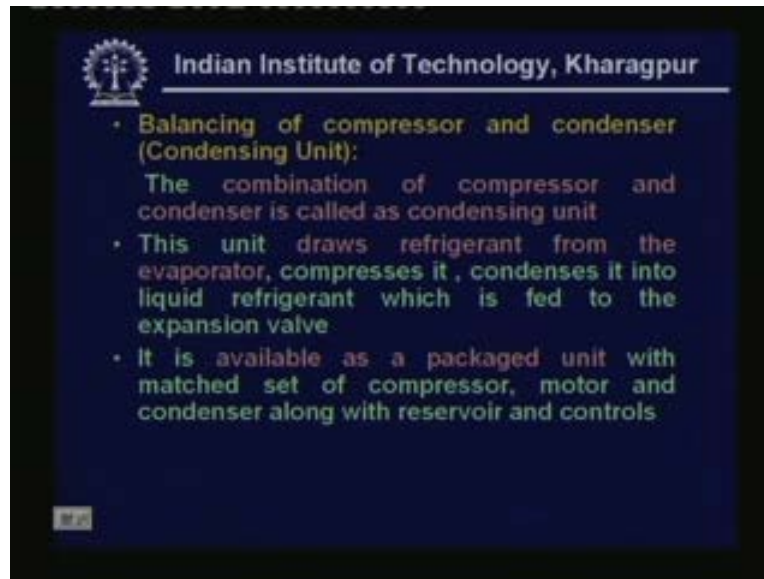 Indian Institute of Technology, Kharagpur
• Balancing of compressor and condenser
(Condensing Unit):
The combination of compressor and
condenser is called as condensing unit
• This unit draws refrigerant from the
evaporator, compresses it , condenses it into
liquid refrigerant which is fed to the
expansion valve
• It is available as a packaged unit with
matched set of compressor, motor and
condenser along with reservoir and controls